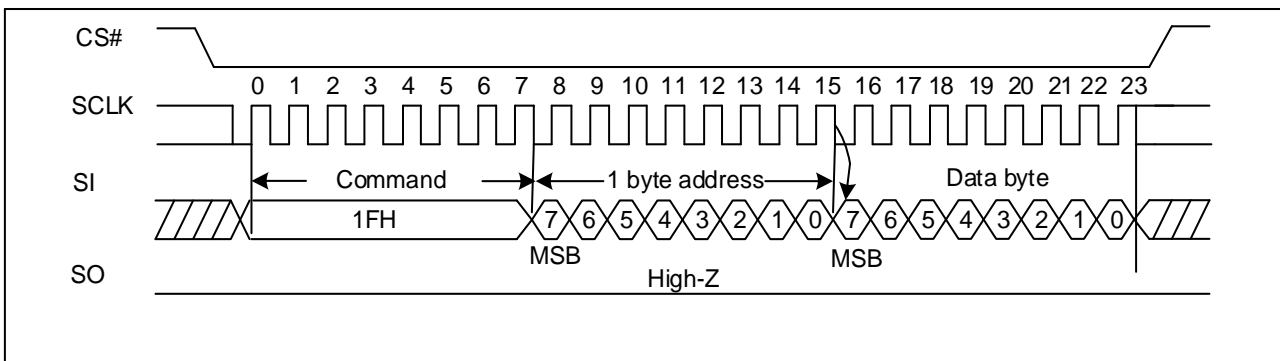 CS#
0 1 2 3 4 5 6 7 8 9 10 11 12 13 14 15 16 17 18 19 20 21 22 23
SCLK
SI
Command
1 byte address
Data byte
1FH
7 6 5 4 3 2 1 0 7 6 5 4 3 2 1 0
MSB
MSB
SO
High-Z